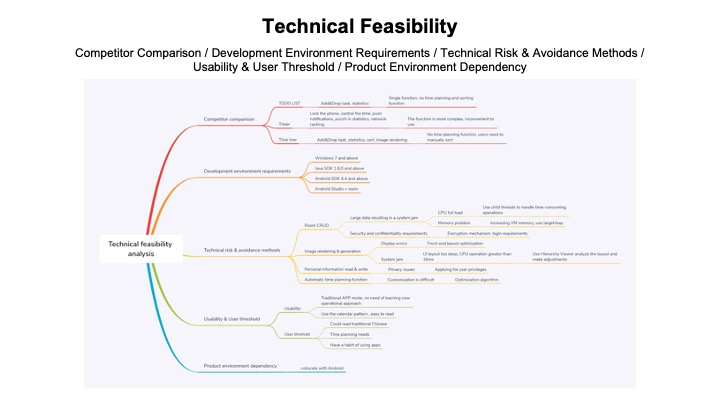 Technical Feasibility
Competitor Comparison / Development Environment Requirements / Technical Risk & Avoidance Methods /
Usability & User Threshold / Product Environment Dependency
Technical feasibility
analysis
Competitor comparison
TODO LIST
Add&Drop task, statistics
Single function, no time planning and sorting
function
Timer
Lock the phone, control the time, push
notifications, punch in statistics, network
ranking.
The function is more complex, inconvenient to
use.
Time tree
Add&Drop task, statistics, sort, image rendering
No time planning function, users need to
manually sort
Development environment requirements
Windows 7 and above
Java SDK 1.8.0 and above
Android SDK 4.4 and above
Android Studio + room
Technical risk & avoidance methods
Room CRUD
Large data resulting in a system jam
CPU full load
Use child threads to handle time-consuming
operations
Memory problem
Increasing VM memory, use largeHeap
Security and confidentiality requirements
Encryption mechanism, login requirements
Image rendering & generation
Display errors
Front-end layout optimization
System jam
UI layout too deep, CPU operation greater than
16ms
Use Hierarchy Viewer analyze the layout and
make adjustments
Personal information read & write
Privacy issues
Applying for user privileges
Automatic time planning function
Customization is difficult
Optimization algorithm
Usability & User threshold
Usability
Traditional APP mode, no need of learning new
operational approach
Use the calendar pattern, easy to read
User threhold
Could read traditional Chinese
Time planning needs
Have a habit of using apps
Product environment dependency
collocate with Android